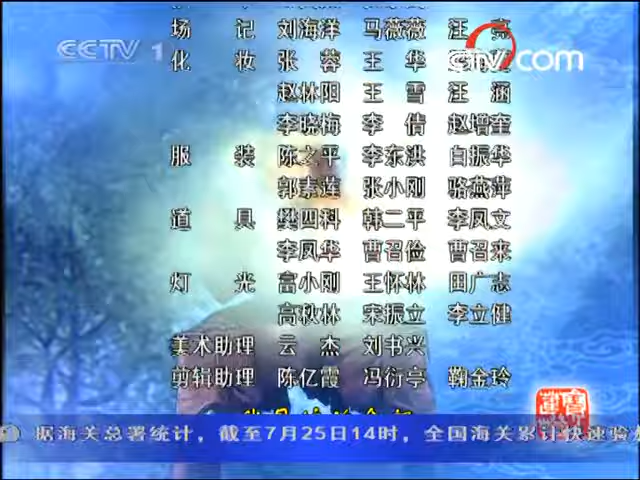 场 记 刘海洋 马薇薇 汪 亮
CCTV 1
cctv.com
化 妆 张 蓉 王 华
赵林阳 王 雪 汪 涵
李晓梅 李 倩 赵增奎
服 装 陈之平 李东洪 白振华
郭素莲 张小刚 骆燕萍
道 具 樊四科 韩二平 李凤文
李凤华 曹召俭 曹召来
灯 光 富小刚 王怀林 田广志
高秋林 宋振立 李立健
美术助理 云 杰 刘书兴
剪辑助理 陈亿霞 冯衍亭 鞠金玲
据海关总署统计，截至7月25日14时，全国海关累计快速验放